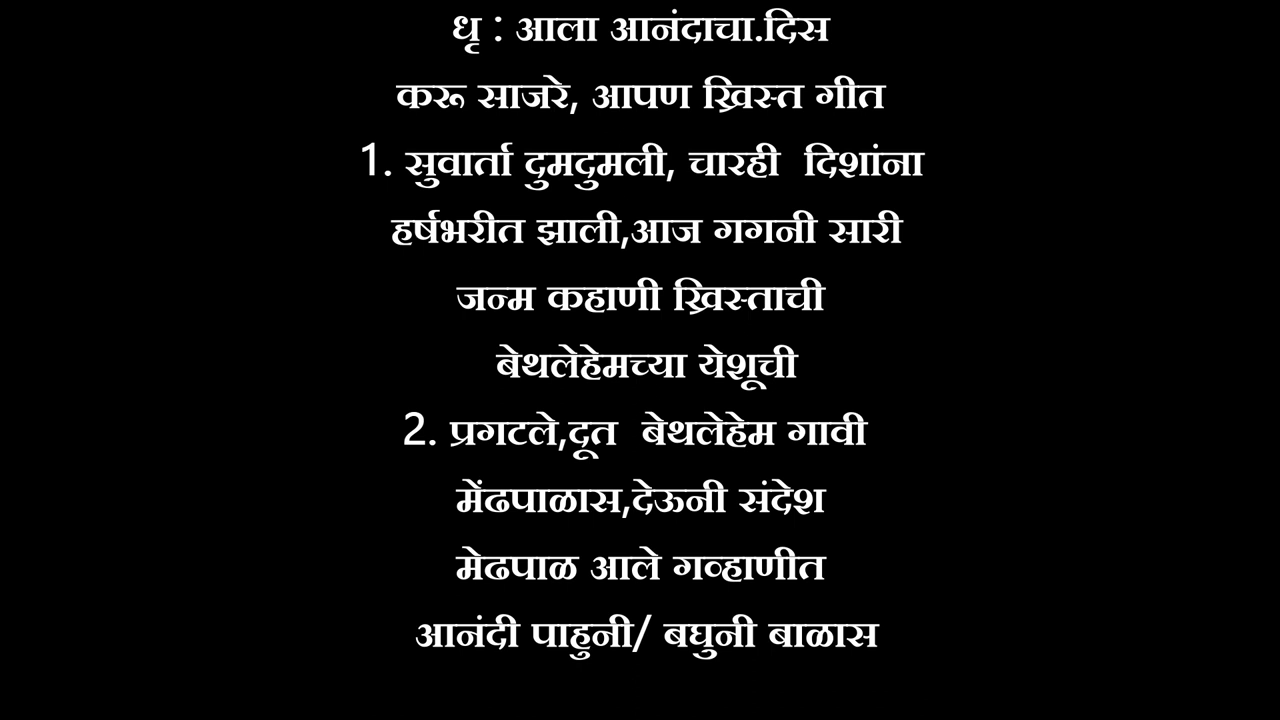 धृ : आला आनंदाचा.दिस
करू साजरे, आपण ख्रिस्त गीत
1. सुवार्ता दुमदुमली, चारही  दिशांना
हर्षभरीत झाली,आज गगनी सारी
जन्म कहाणी ख्रिस्ताची
बेथलेहेमच्या येशूची
2. प्रगटले,दूत  बेथलेहेम गावी
मेंढपाळास,देऊनी संदेश
मेढपाळ आले गव्हाणीत
आनंदी पाहुनी/ बघुनी बाळास